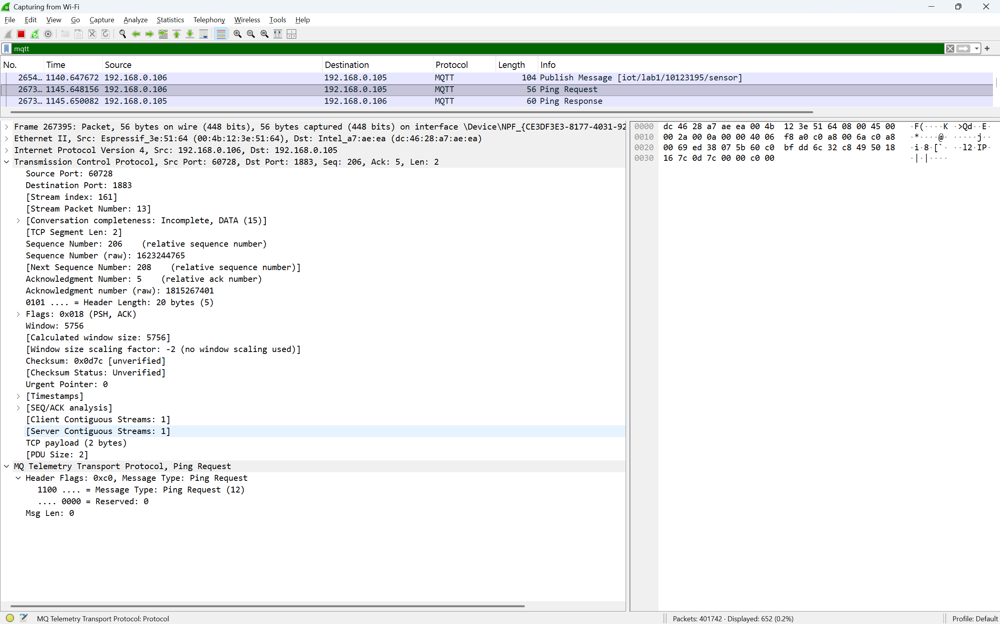 Capturing from Wi-Fi
File Edit View Go Capture Analyze Statistics Telephony Wireless Tools Help
mqtt
No. Time Source Destination Protocol Length Info
2654… 1140.647672 192.168.0.106 192.168.0.105 MQTT 104 Publish Message [iot/lab1/10123195/sensor]
2673… 1145.648156 192.168.0.106 192.168.0.105 MQTT 56 Ping Request
2673… 1145.650082 192.168.0.105 192.168.0.106 MQTT 60 Ping Response
Frame 267395: Packet, 56 bytes on wire (448 bits), 56 bytes captured (448 bits) on interface \Device\NPF_{CE3DF3E3-8177-4031-92
Ethernet II, Src: Espressif_3e:51:64 (00:4b:12:3e:51:64), Dst: Intel_a7:ae:ea (dc:46:28:a7:ae:ea)
Internet Protocol Version 4, Src: 192.168.0.106, Dst: 192.168.0.105
Transmission Control Protocol, Src Port: 60728, Dst Port: 1883, Seq: 206, Ack: 5, Len: 2
Source Port: 60728
Destination Port: 1883
[Stream index: 161]
[Stream Packet Number: 13]
[Conversation completeness: Incomplete, DATA (15)]
[TCP Segment Len: 2]
Sequence Number: 206 (relative sequence number)
Sequence Number (raw): 1623244765
[Next Sequence Number: 208 (relative sequence number)]
Acknowledgment Number: 5 (relative ack number)
Acknowledgment number (raw): 1815267401
0101 .... = Header Length: 20 bytes (5)
Flags: 0x018 (PSH, ACK)
Window: 5756
[Calculated window size: 5756]
[Window size scaling factor: -2 (no window scaling used)]
Checksum: 0x0d7c [unverified]
[Checksum Status: Unverified]
Urgent Pointer: 0
[Timestamps]
[SEQ/ACK analysis]
[Client Contiguous Streams: 1]
[Server Contiguous Streams: 1]
TCP payload (2 bytes)
[PDU Size: 2]
MQ Telemetry Transport Protocol, Ping Request
Header Flags: 0xc0, Message Type: Ping Request
1100 .... = Message Type: Ping Request (12)
.... 0000 = Reserved: 0
Msg Len: 0
0000 dc 46 28 a7 ae ea 00 4b 12 3e 51 64 08 00 45 00 ·F(····K ·>Qd··E·
0010 00 2a 00 0a 00 00 40 06 f8 a0 c0 a8 00 6a c0 a8 ·*····@· ·····j··
0020 00 69 ed 38 07 5b 60 c0 bf dd 6c 32 c8 49 50 18 ·i·8·[`· ··l2·IP·
0030 16 7c 0d 7c 00 00 c0 00 ·|·|····
MQ Telemetry Transport Protocol: Protocol
Packets: 401742 · Displayed: 652 (0.2%)
Profile: Default